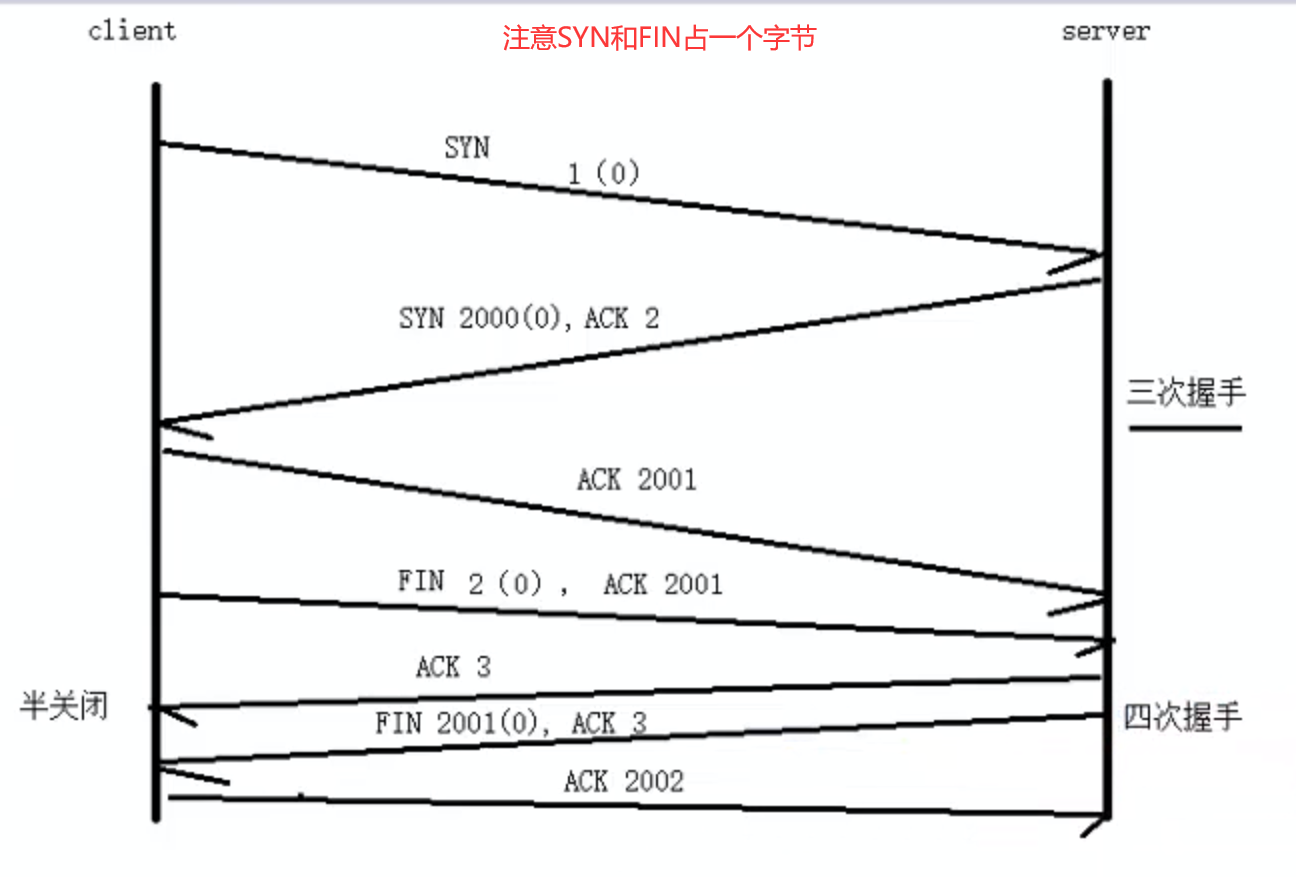 client
注意SYN和FIN占一个字节
server
SYN
1 (0)
SYN 2000(0), ACK 2
三次握手
ACK 2001
FIN 2 (0) , ACK 2001
ACK 3
半关闭
FIN 2001(0), ACK 3
四次握手
ACK 2002